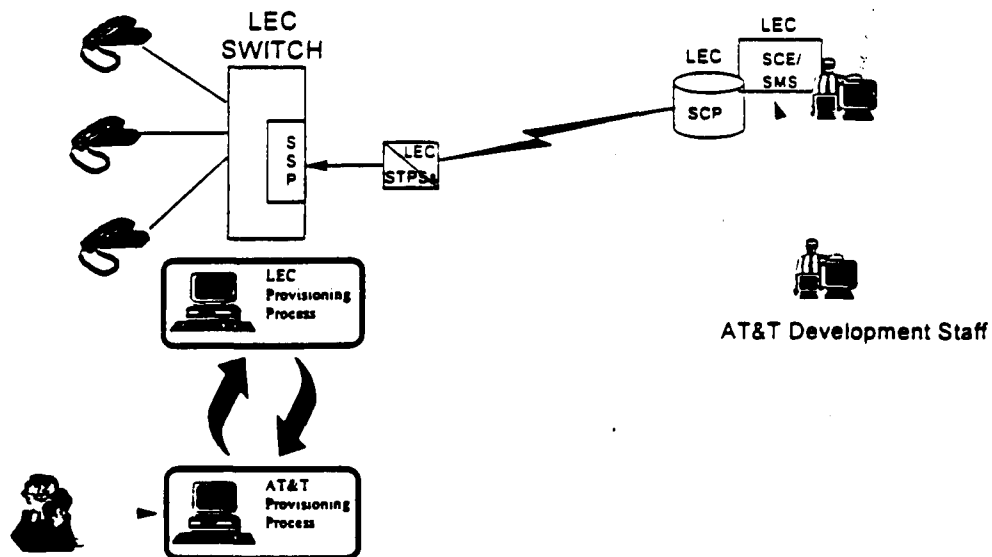 LEC
SWITCH
S
S
P
LEC
STPs
LEC
SCP
LEC
SCE/
SMS
AT&T Development Staff
LEC
Provisioning
Process
AT&T
Provisioning
Process